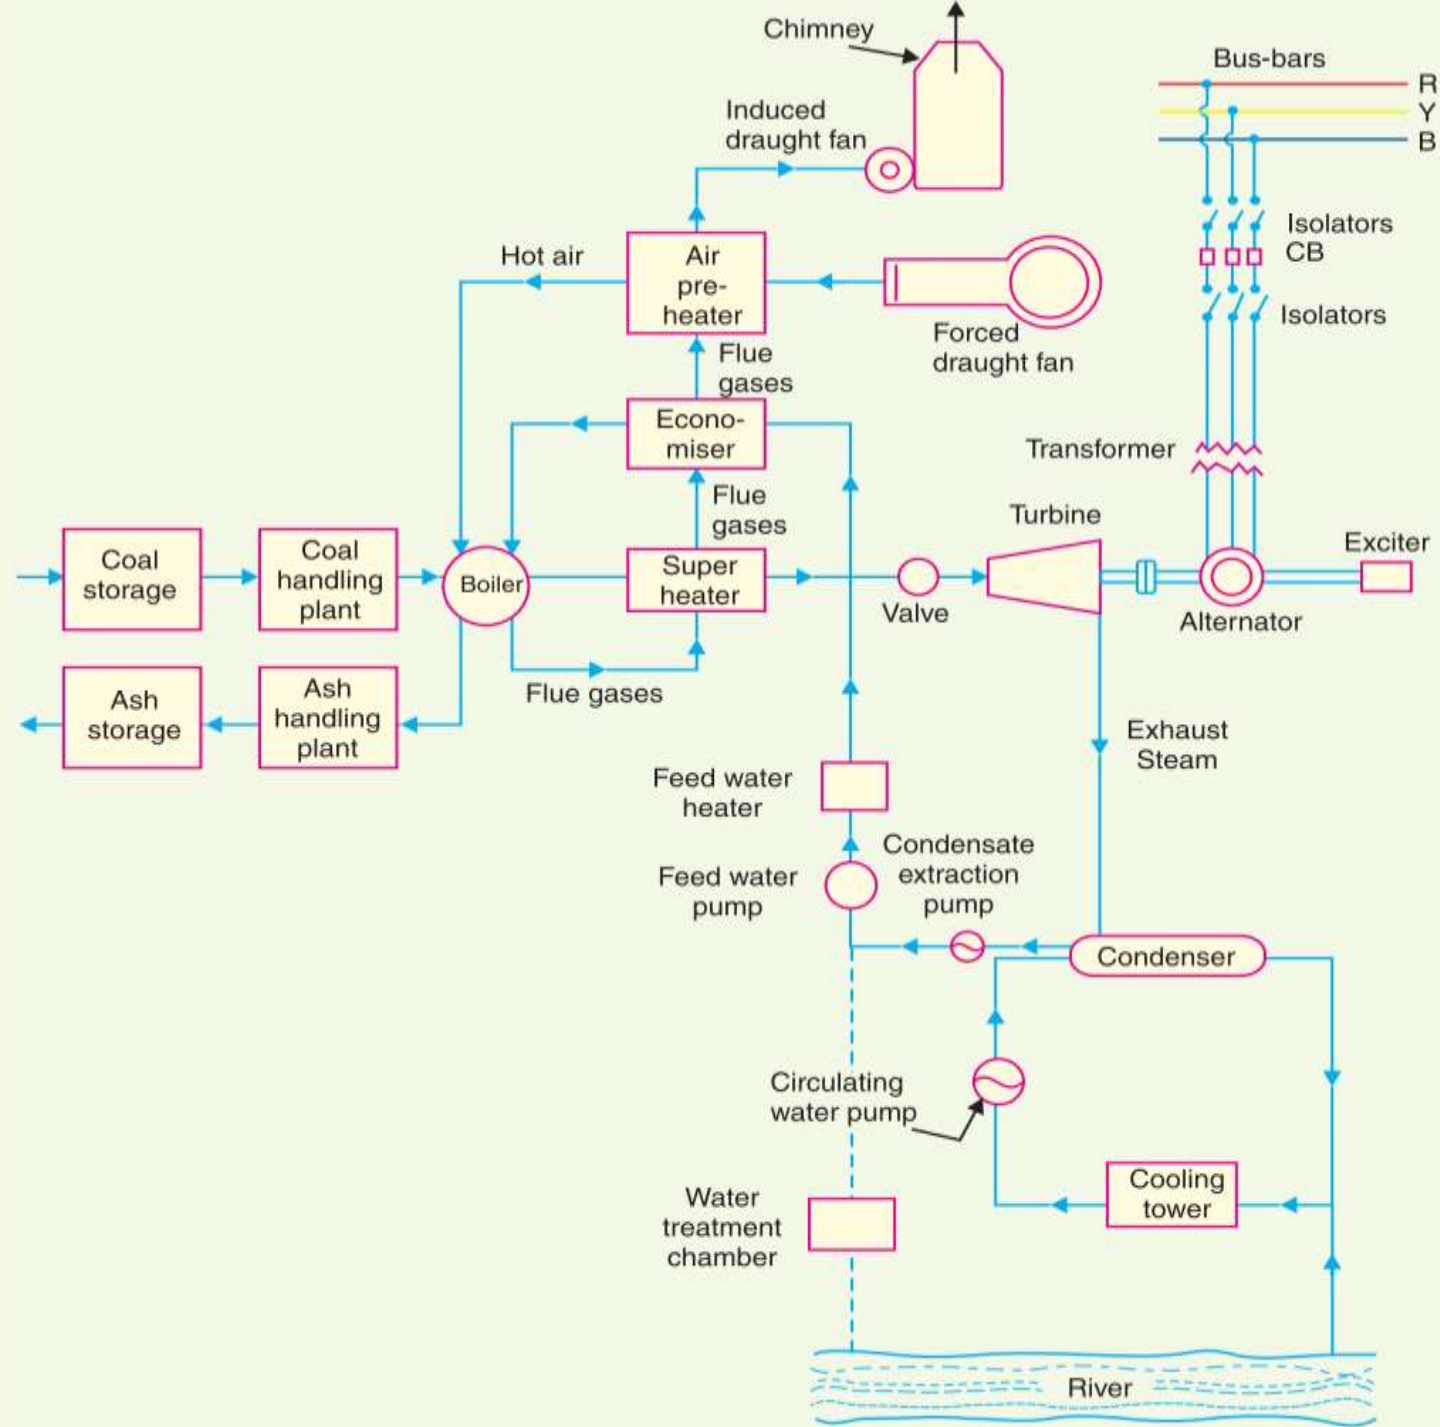 Chimney
Bus-bars
R
Y
B
Induced
draught fan
Isolators
CB
Isolators
Hot air
Air
pre-
heater
Forced
draught fan
Flue
gases
Econo-
miser
Transformer
Flue
gases
Turbine
Exciter
Coal
storage
Coal
handling
plant
Boiler
Super
heater
Valve
Alternator
Flue gases
Ash
storage
Ash
handling
plant
Exhaust
Steam
Feed water
heater
Condensate
extraction
pump
Feed water
pump
Condenser
Circulating
water pump
Cooling
tower
Water
treatment
chamber
River